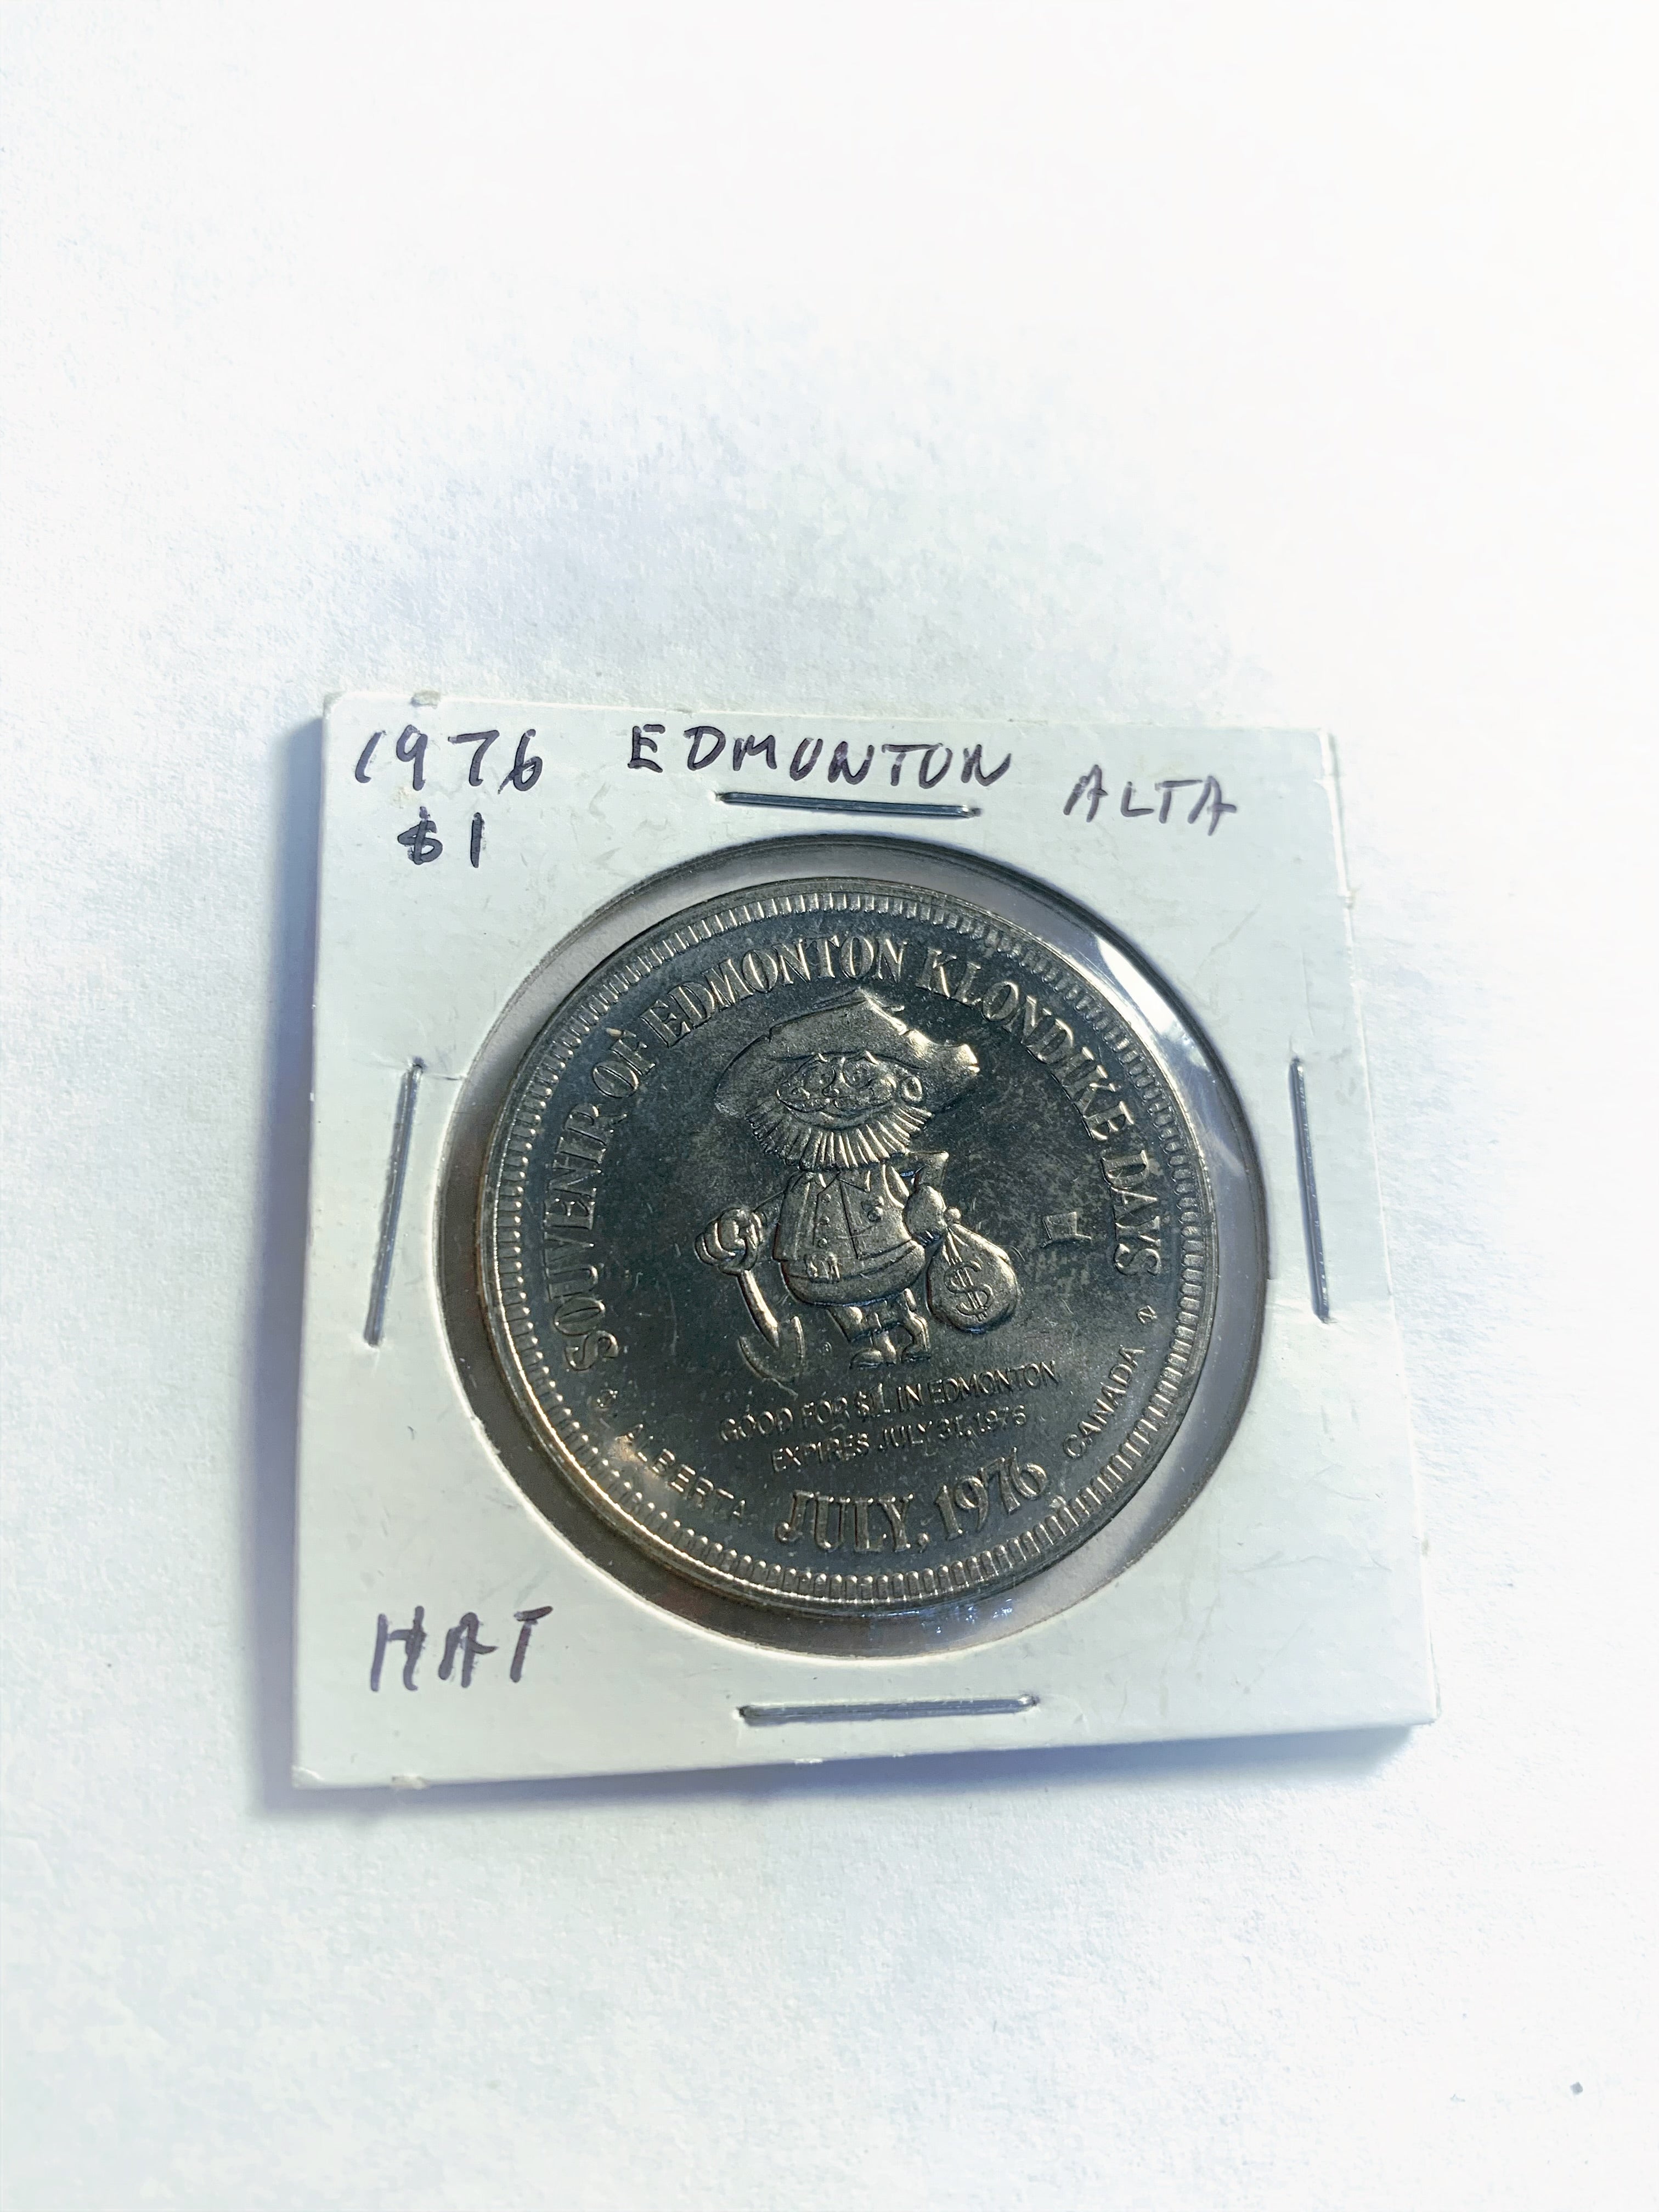 1976 EDMONTON ALTA
$1
SOUVENIR OF EDMONTON KLONDIKE DAYS
$
GOOD FOR $1. IN EDMONTON
EXPIRES JULY 31, 1976
ALBERTA JULY, 1976 CANADA
HAT